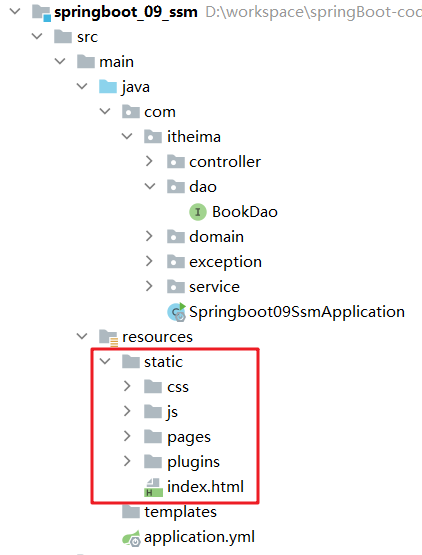 springboot_09_ssm D:\workspace\springBoot-coc
src
main
java
com
itheima
controller
dao
I BookDao
domain
exception
service
Springboot09SsmApplication
resources
static
css
js
pages
plugins
H index.html
templates
application.yml